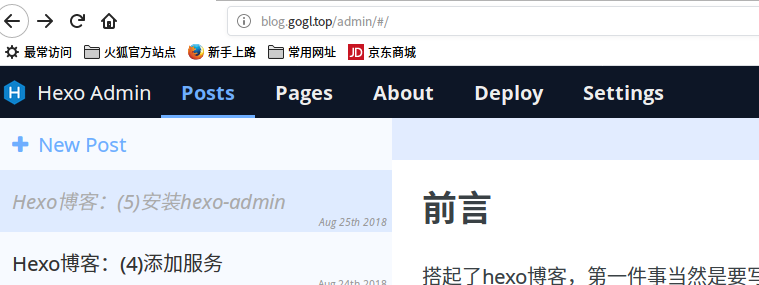 blog.gogl.top/admin/#/
最常访问 火狐官方站点 新手上路 常用网址 JD 京东商城
H Hexo Admin Posts Pages About Deploy Settings
+ New Post
Hexo博客：(5)安装hexo-admin
Aug 25th 2018
Hexo博客：(4)添加服务
Aug 24th 2018
前言
搭起了hexo博客，第一件事当然是要写